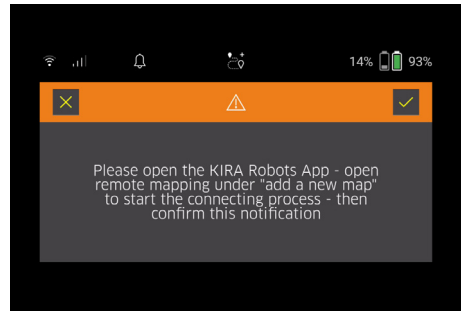 14% 93%
Please open the KIRA Robots App - open
remote mapping under "add a new map"
to start the connecting process - then
confirm this notification